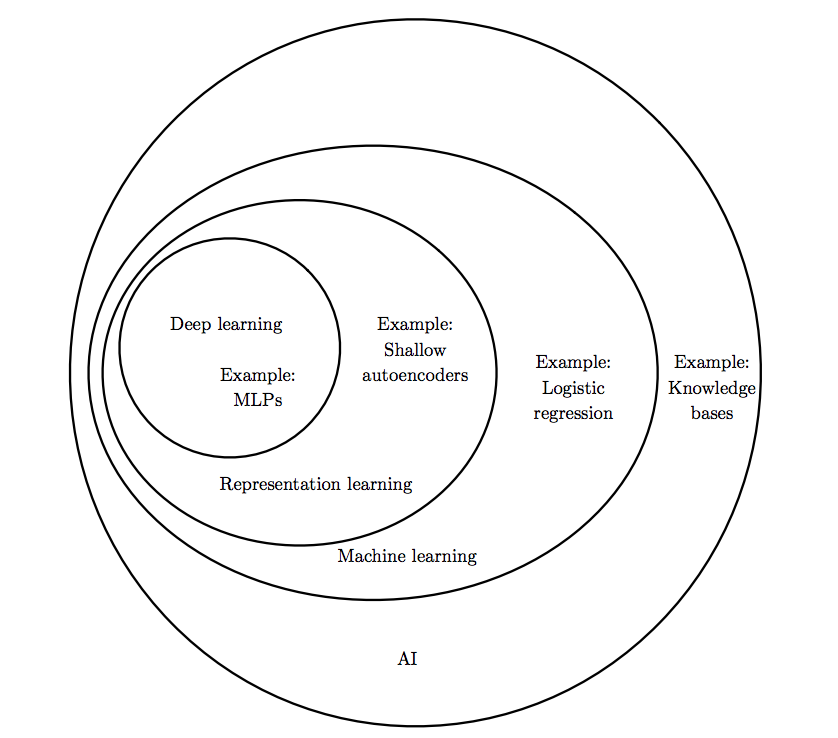 Deep learning
Example:
MLPs
Example:
Shallow
autoencoders
Example:
Logistic
regression
Example:
Knowledge
bases
Representation learning
Machine learning
AI